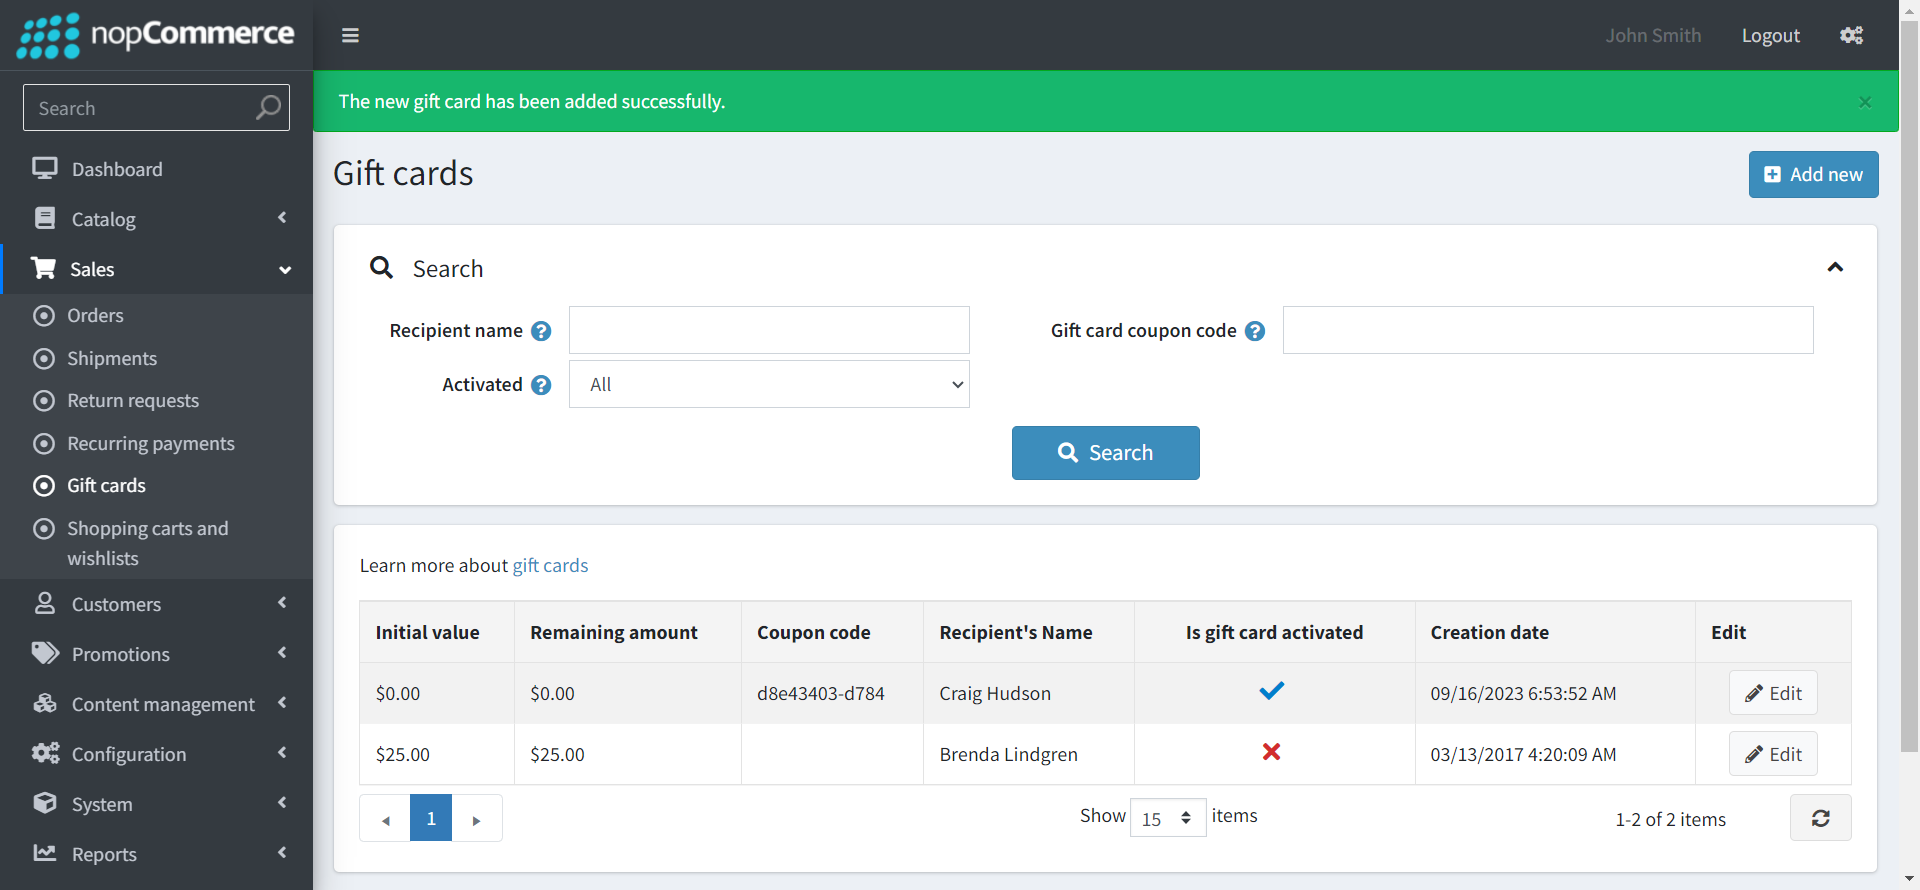 nopCommerce
John Smith
Logout
Search
The new gift card has been added successfully.
×
Dashboard
Catalog
Sales
Orders
Shipments
Return requests
Recurring payments
Gift cards
Shopping carts and
wishlists
Customers
Promotions
Content management
Configuration
System
Reports
Gift cards
Add new
Search
Recipient name ?
Gift card coupon code ?
Activated ? All
Search
Learn more about gift cards
Initial value Remaining amount Coupon code Recipient's Name Is gift card activated Creation date Edit
$0.00 $0.00 d8e43403-d784 Craig Hudson 09/16/2023 6:53:52 AM Edit
$25.00 $25.00 Brenda Lindgren 03/13/2017 4:20:09 AM Edit
1
Show 15 items
1-2 of 2 items